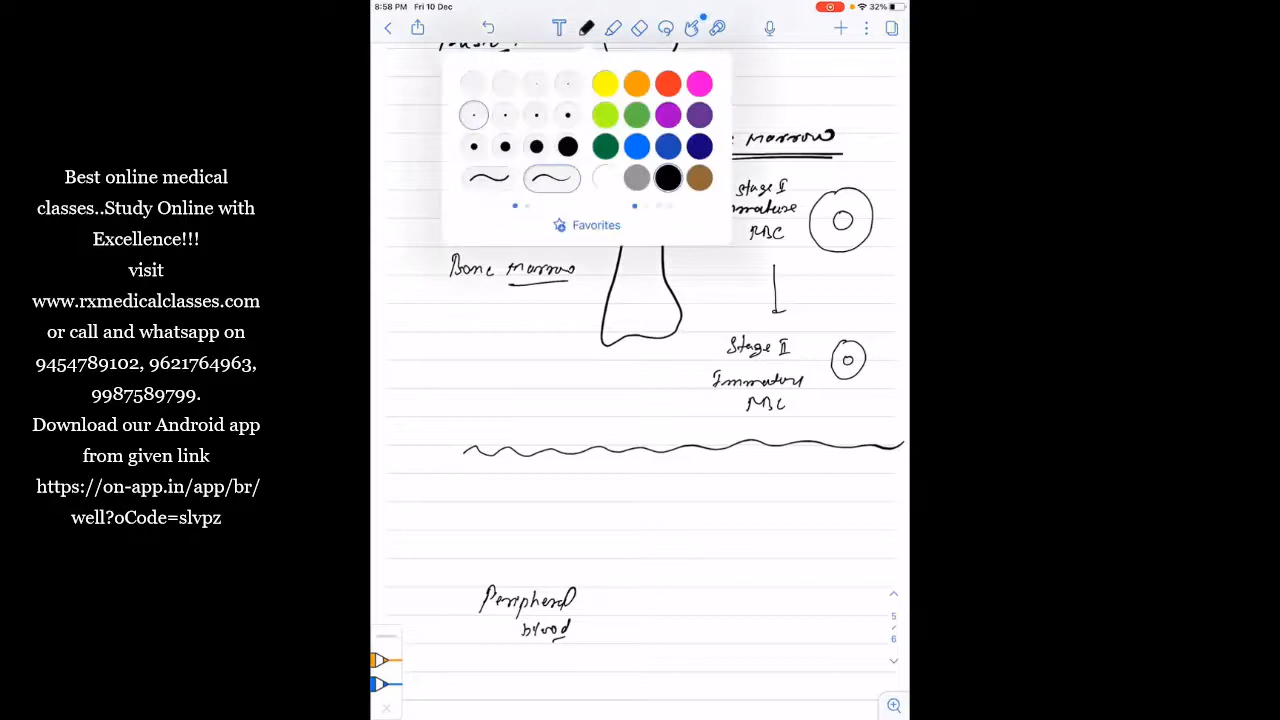 8:58 PM Fri 10 Dec
32%
Best online medical
classes..Study Online with
Excellence!!!
visit
www.rxmedicalclasses.com
or call and whatsapp on
9454789102, 9621764963,
9987589799.
Download our Android app
from given link
https://on-app.in/app/br/
well?oCode=slvpz
T
Favorites
Marrow
Stage I
RBC
Bone Marrow
Stage II
Immature
RBC
Peripheral
blood
5
/
6